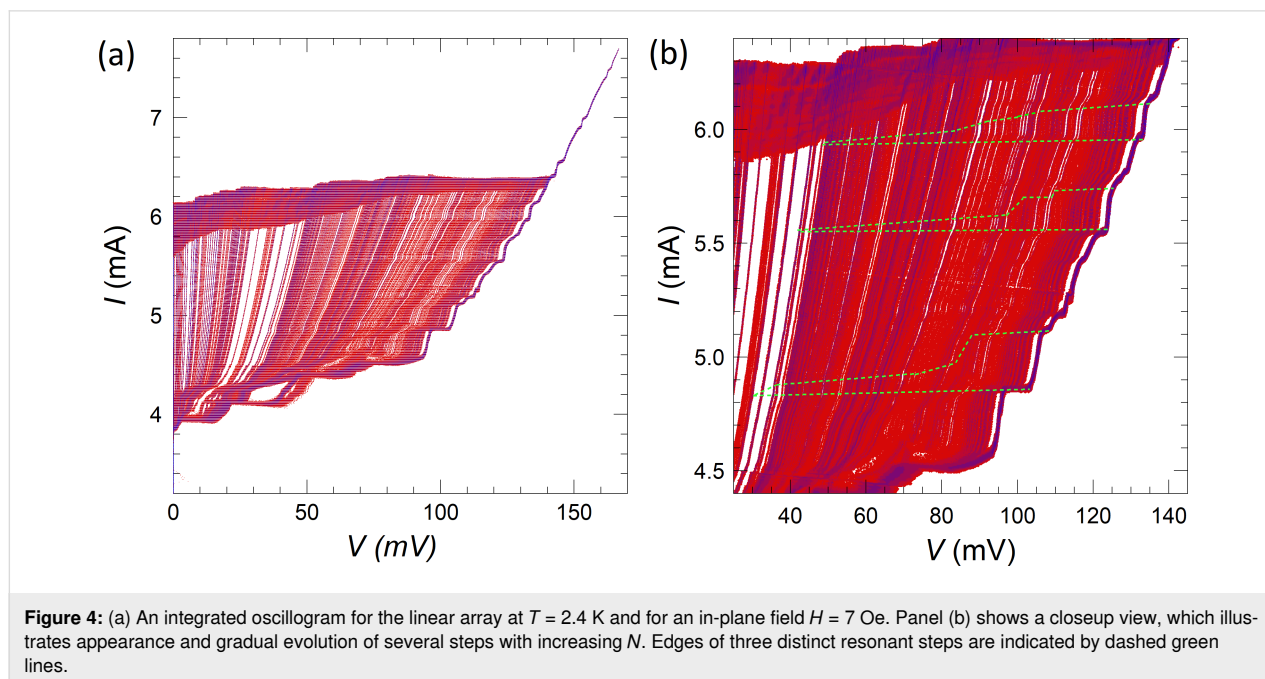 (a)
(b)
7
6
5
4
I (mA)
0
50
100
150
V (mV)
6.0
5.5
5.0
4.5
I (mA)
40
60
80
100
120
140
V (mV)
Figure 4: (a) An integrated oscillogram for the linear array at T = 2.4 K and for an in-plane field H = 7 Oe. Panel (b) shows a closeup view, which illus-
trates appearance and gradual evolution of several steps with increasing N. Edges of three distinct resonant steps are indicated by dashed green
lines.